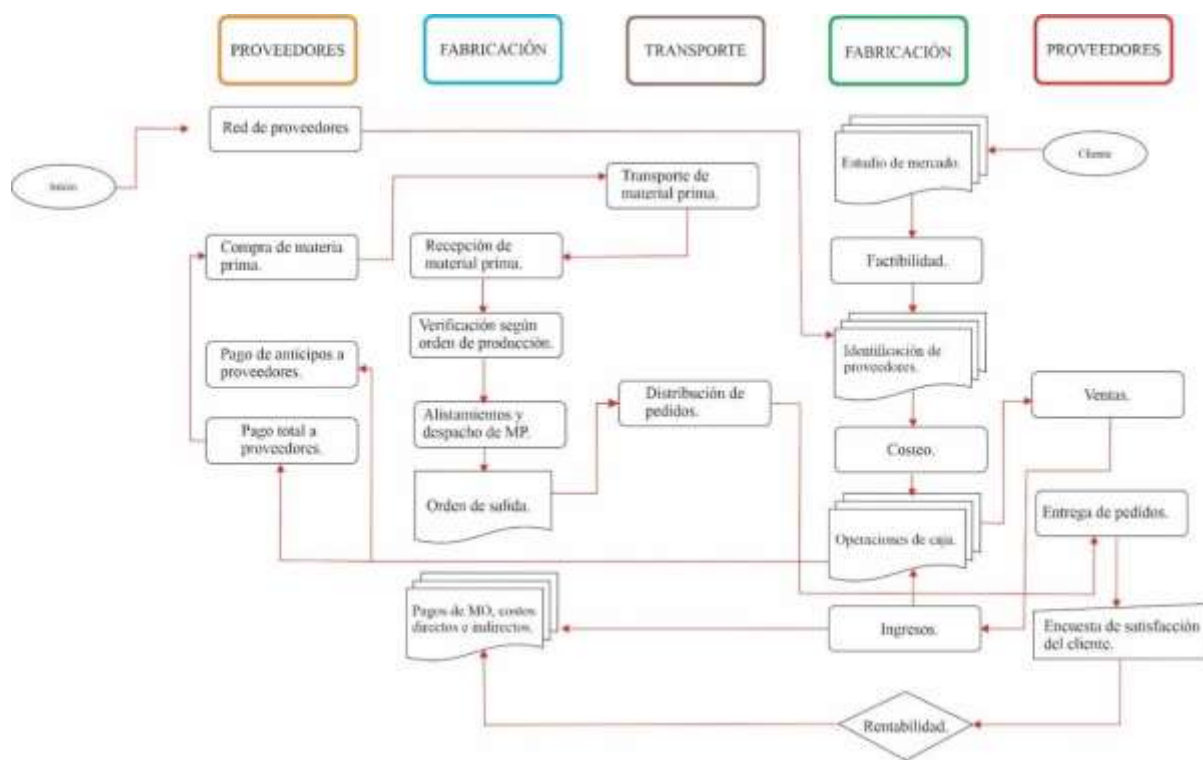 PROVEEDORES
FABRICACIÓN
TRANSPORTE
FABRICACIÓN
PROVEEDORES
Red de proveedores
Inicio
Estudio de mercado.
Cliente
Transporte de
material prima.
Compra de materia
prima.
Recepción de
material prima.
Factibilidad.
Verificación según
orden de producción.
Identificación de
proveedores.
Pago de anticipos a
proveedores.
Distribución de
pedidos.
Ventas.
Alistamientos y
despacho de MP.
Pago total a
proveedores.
Costeo.
Orden de salida.
Operaciones de caja.
Entrega de pedidos.
Pagos de MO, costos
directos e indirectos.
Ingresos.
Encuesta de satisfacción
del cliente.
Rentabilidad.